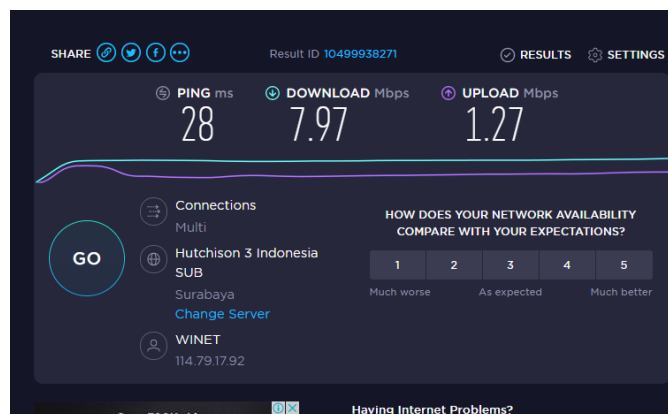 SHARE
Result ID 10499938271
RESULTS
SETTINGS
PING ms
DOWNLOAD Mbps
UPLOAD Mbps
28
7.97
1.27
GO
Connections
Multi
Hutchison 3 Indonesia
SUB
Surabaya
Change Server
WINET
114.79.17.92
HOW DOES YOUR NETWORK AVAILABILITY
COMPARE WITH YOUR EXPECTATIONS?
1 2 3 4 5
Much worse As expected Much better
Having Internet Problems?